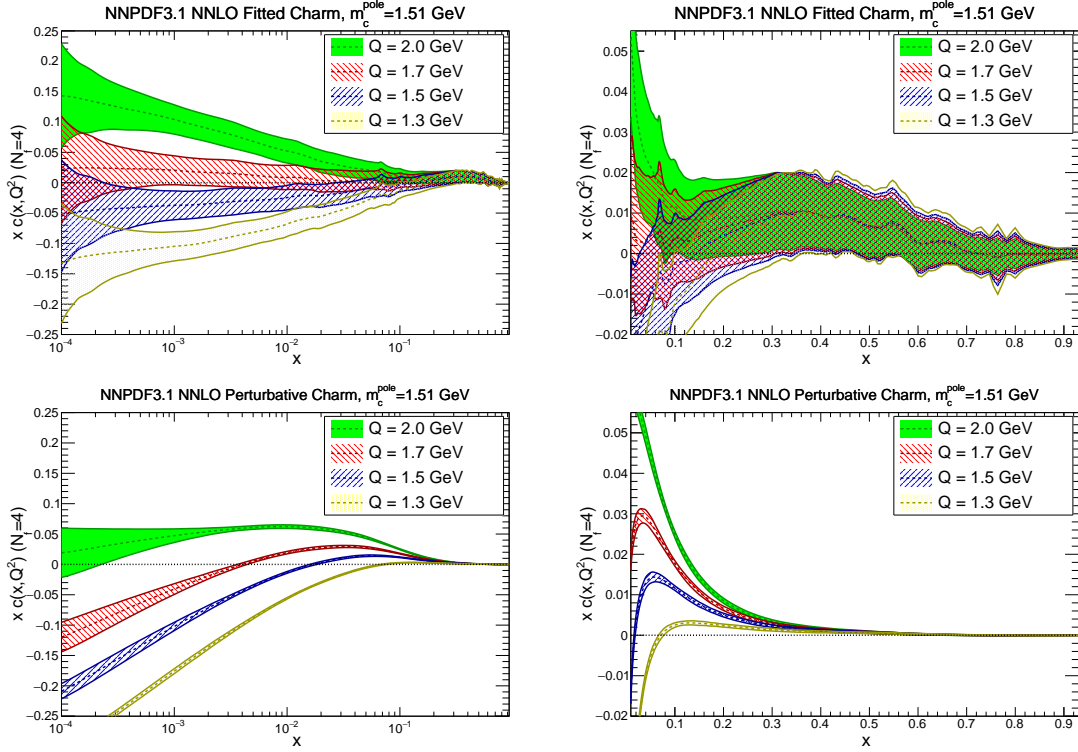 NNPDF3.1 NNLO Fitted Charm, m_c^pole=1.51 GeV
x c(x,Q²) (N_f=4)
0.25
0.2
0.15
0.1
0.05
0
−0.05
−0.1
−0.15
−0.2
−0.25
Q = 2.0 GeV
Q = 1.7 GeV
Q = 1.5 GeV
Q = 1.3 GeV
10⁻⁴ 10⁻³ 10⁻² 10⁻¹
x
NNPDF3.1 NNLO Fitted Charm, m_c^pole=1.51 GeV
x c(x,Q²) (N_f=4)
0.05
0.04
0.03
0.02
0.01
0
−0.01
−0.02
Q = 2.0 GeV
Q = 1.7 GeV
Q = 1.5 GeV
Q = 1.3 GeV
0.1 0.2 0.3 0.4 0.5 0.6 0.7 0.8 0.9
x
NNPDF3.1 NNLO Perturbative Charm, m_c^pole=1.51 GeV
x c(x,Q²) (N_f=4)
0.25
0.2
0.15
0.1
0.05
0
−0.05
−0.1
−0.15
−0.2
−0.25
Q = 2.0 GeV
Q = 1.7 GeV
Q = 1.5 GeV
Q = 1.3 GeV
10⁻⁴ 10⁻³ 10⁻² 10⁻¹
x
NNPDF3.1 NNLO Perturbative Charm, m_c^pole=1.51 GeV
x c(x,Q²) (N_f=4)
0.05
0.04
0.03
0.02
0.01
0
−0.01
−0.02
Q = 2.0 GeV
Q = 1.7 GeV
Q = 1.5 GeV
Q = 1.3 GeV
0.1 0.2 0.3 0.4 0.5 0.6 0.7 0.8 0.9
x